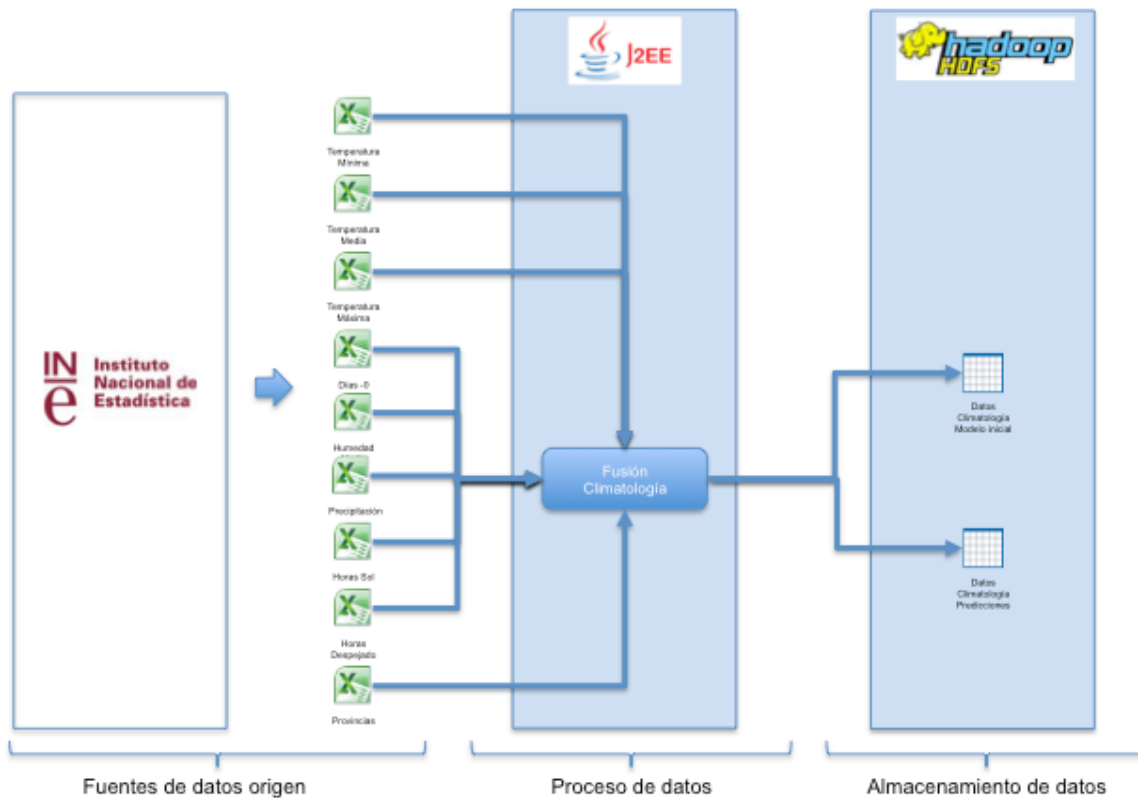 J2EE
hadoop
HDFS
Temperatura
Mínima
Temperatura
Media
Temperatura
Máxima
INe
Instituto
Nacional de
Estadística
Dias -0
Humedad
Precipitación
Horas Sol
Horas
Despejado
Provincias
Fusión
Climatología
Datos
Climatología
Modelo inicial
Datos
Climatología
Predicciones
Fuentes de datos origen
Proceso de datos
Almacenamiento de datos